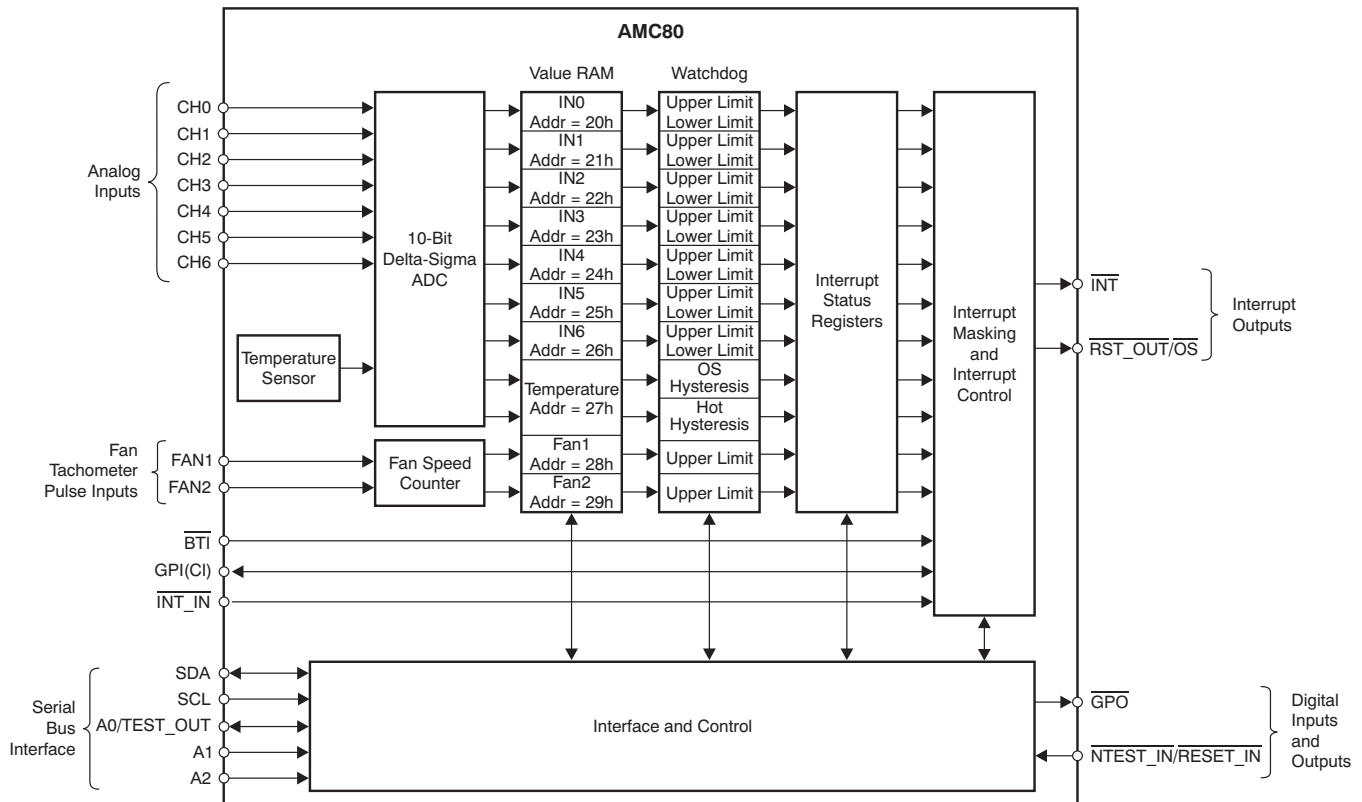 AMC80
Value RAM
Watchdog
Analog
Inputs
CH0
CH1
CH2
CH3
CH4
CH5
CH6
10-Bit
Delta-Sigma
ADC
Temperature
Sensor
IN0
Addr = 20h
IN1
Addr = 21h
IN2
Addr = 22h
IN3
Addr = 23h
IN4
Addr = 24h
IN5
Addr = 25h
IN6
Addr = 26h
Temperature
Addr = 27h
Fan1
Addr = 28h
Fan2
Addr = 29h
Upper Limit
Lower Limit
Upper Limit
Lower Limit
Upper Limit
Lower Limit
Upper Limit
Lower Limit
Upper Limit
Lower Limit
Upper Limit
Lower Limit
Upper Limit
Lower Limit
OS
Hysteresis
Hot
Hysteresis
Upper Limit
Upper Limit
Interrupt
Status
Registers
Interrupt
Masking
and
Interrupt
Control
INT
RST_OUT/OS
Interrupt
Outputs
Fan
Tachometer
Pulse Inputs
FAN1
FAN2
Fan Speed
Counter
BTI
GPI(CI)
INT_IN
Serial
Bus
Interface
SDA
SCL
A0/TEST_OUT
A1
A2
Interface and Control
GPO
NTEST_IN/RESET_IN
Digital
Inputs
and
Outputs